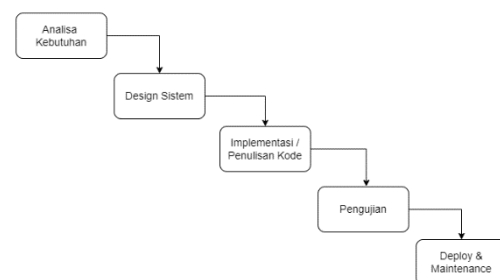 Analisa
Kebutuhan
Design Sistem
Implementasi /
Penulisan Kode
Pengujian
Deploy &
Maintenance